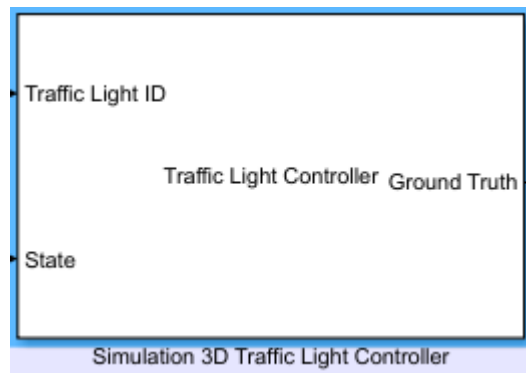 Traffic Light ID
Traffic Light Controller Ground Truth
State
Simulation 3D Traffic Light Controller